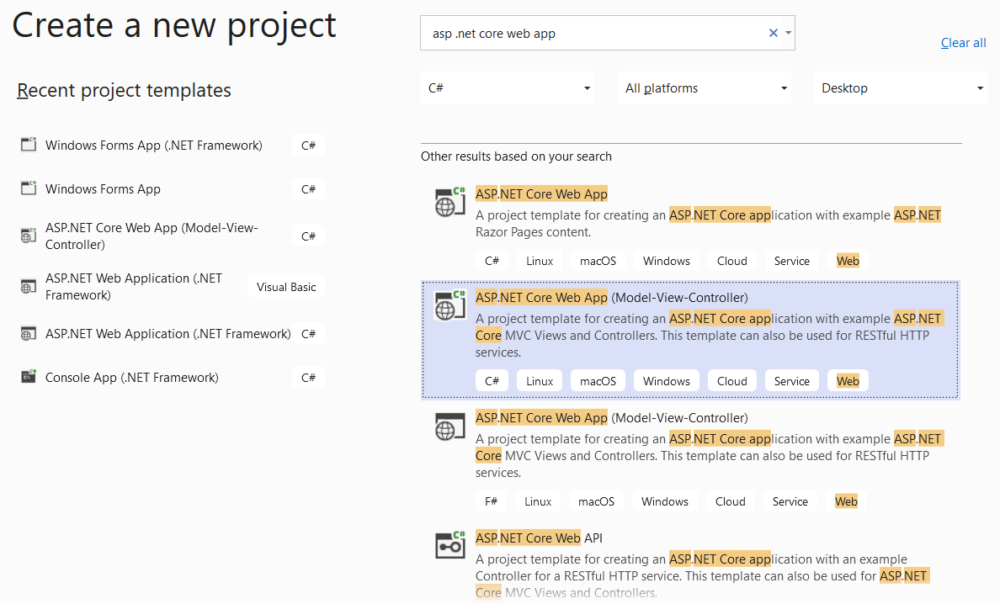 Create a new project
asp .net core web app
Clear all
C#
All platforms
Desktop
Recent project templates
Windows Forms App (.NET Framework)
C#
Windows Forms App
C#
ASP.NET Core Web App (Model-View-
Controller)
C#
ASP.NET Web Application (.NET
Framework)
Visual Basic
ASP.NET Web Application (.NET Framework)
C#
Console App (.NET Framework)
C#
Other results based on your search
ASP.NET Core Web App
A project template for creating an ASP.NET Core application with example ASP.NET
Razor Pages content.
C# Linux macOS Windows Cloud Service Web
ASP.NET Core Web App (Model-View-Controller)
A project template for creating an ASP.NET Core application with example ASP.NET
Core MVC Views and Controllers. This template can also be used for RESTful HTTP
services.
C# Linux macOS Windows Cloud Service Web
ASP.NET Core Web App (Model-View-Controller)
A project template for creating an ASP.NET Core application with example ASP.NET
Core MVC Views and Controllers. This template can also be used for RESTful HTTP
services.
F# Linux macOS Windows Cloud Service Web
ASP.NET Core Web API
A project template for creating an ASP.NET Core application with an example
Controller for a RESTful HTTP service. This template can also be used for ASP.NET
Core MVC Views and Controllers.